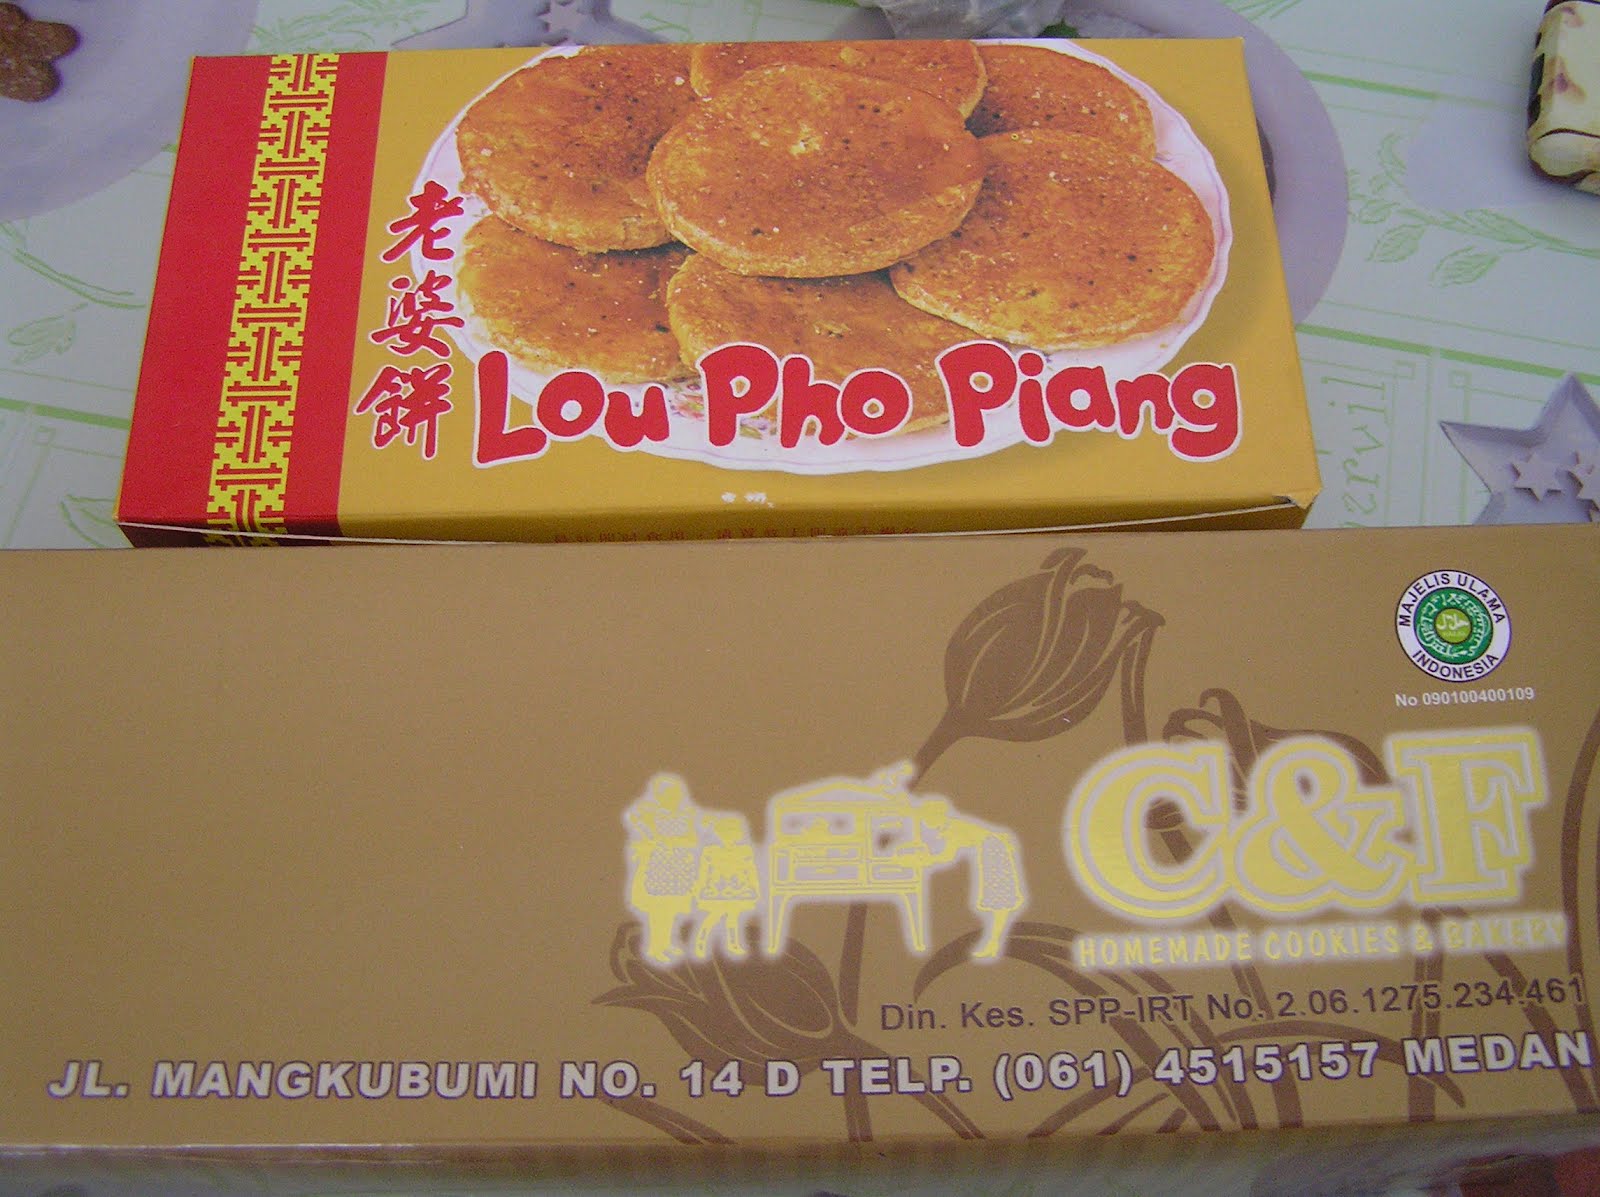 老婆餅
Lou Pho Piang
MAJELIS ULAMA
INDONESIA
No 090100400109
C&F
HOMEMADE COOKIES & BAKERY
Din. Kes. SPP-IRT No. 2.06.1275.234.461
JL. MANGKUBUMI NO. 14 D TELP. (061) 4515157 MEDAN